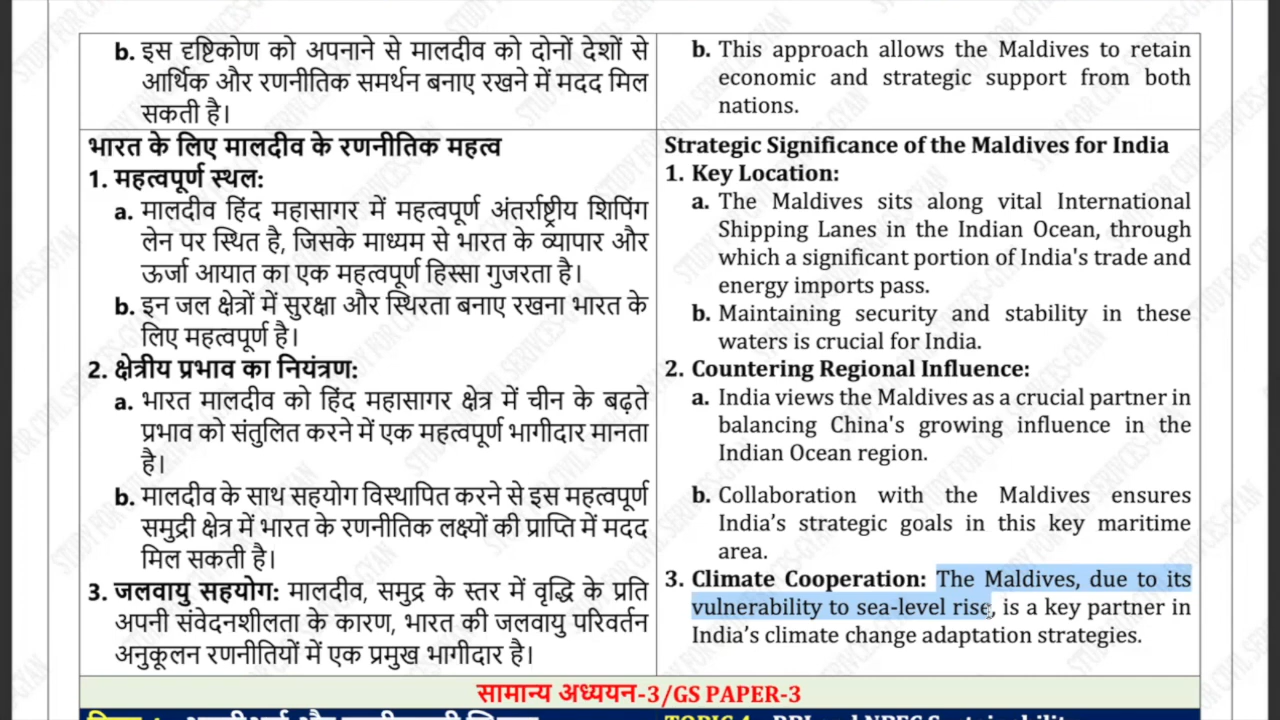 b. इस दृष्टिकोण को अपनाने से मालदीव को दोनों देशों से
आर्थिक और रणनीतिक समर्थन बनाए रखने में मदद मिल
सकती है।
भारत के लिए मालदीव के रणनीतिक महत्व
1. महत्वपूर्ण स्थल:
a. मालदीव हिंद महासागर में महत्वपूर्ण अंतर्राष्ट्रीय शिपिंग
लेन पर स्थित है, जिसके माध्यम से भारत के व्यापार और
ऊर्जा आयात का एक महत्वपूर्ण हिस्सा गुजरता है।
b. इन जल क्षेत्रों में सुरक्षा और स्थिरता बनाए रखना भारत के
लिए महत्वपूर्ण है।
2. क्षेत्रीय प्रभाव का नियंत्रण:
a. भारत मालदीव को हिंद महासागर क्षेत्र में चीन के बढ़ते
प्रभाव को संतुलित करने में एक महत्वपूर्ण भागीदार मानता
है।
b. मालदीव के साथ सहयोग विस्थापित करने से इस महत्वपूर्ण
समुद्री क्षेत्र में भारत के रणनीतिक लक्ष्यों की प्राप्ति में मदद
मिल सकती है।
3. जलवायु सहयोग: मालदीव, समुद्र के स्तर में वृद्धि के प्रति
अपनी संवेदनशीलता के कारण, भारत की जलवायु परिवर्तन
अनुकूलन रणनीतियों में एक प्रमुख भागीदार है।
b. This approach allows the Maldives to retain
economic and strategic support from both
nations.
Strategic Significance of the Maldives for India
1. Key Location:
a. The Maldives sits along vital International
Shipping Lanes in the Indian Ocean, through
which a significant portion of India's trade and
energy imports pass.
b. Maintaining security and stability in these
waters is crucial for India.
2. Countering Regional Influence:
a. India views the Maldives as a crucial partner in
balancing China's growing influence in the
Indian Ocean region.
b. Collaboration with the Maldives ensures
India’s strategic goals in this key maritime
area.
3. Climate Cooperation: The Maldives, due to its
vulnerability to sea-level rise, is a key partner in
India’s climate change adaptation strategies.
सामान्य अध्ययन-3/GS PAPER-3